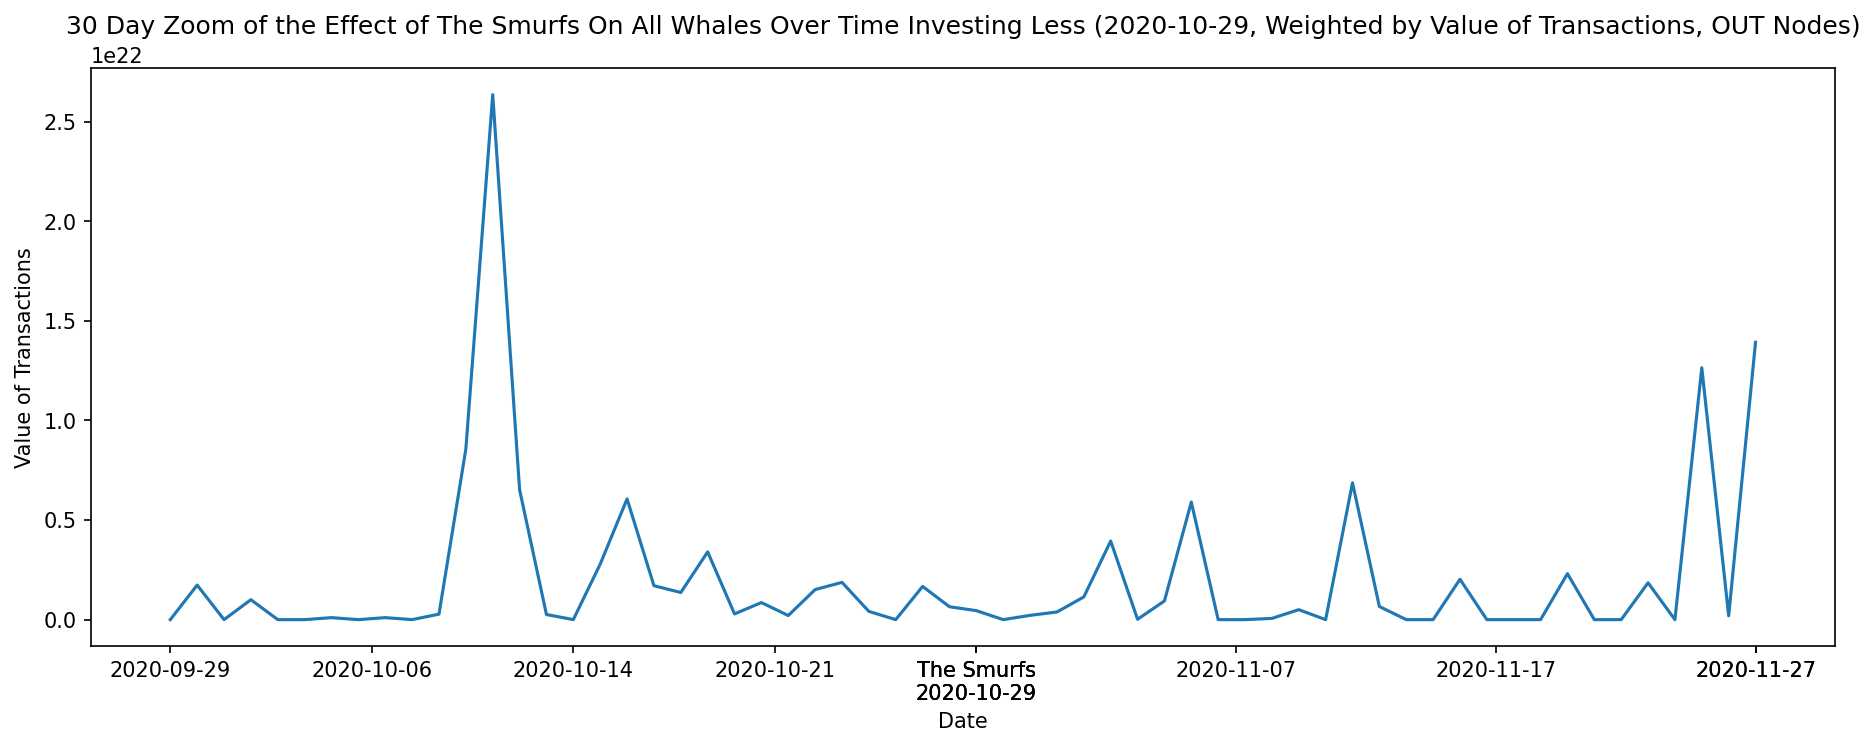 30 Day Zoom of the Effect of The Smurfs On All Whales Over Time Investing Less (2020-10-29, Weighted by Value of Transactions, OUT Nodes)
1e22
2.5
2.0
1.5
1.0
0.5
0.0
Value of Transactions
2020-09-29 2020-10-06 2020-10-14 2020-10-21 The Smurfs 2020-11-07 2020-11-17 2020-11-27
2020-10-29
Date